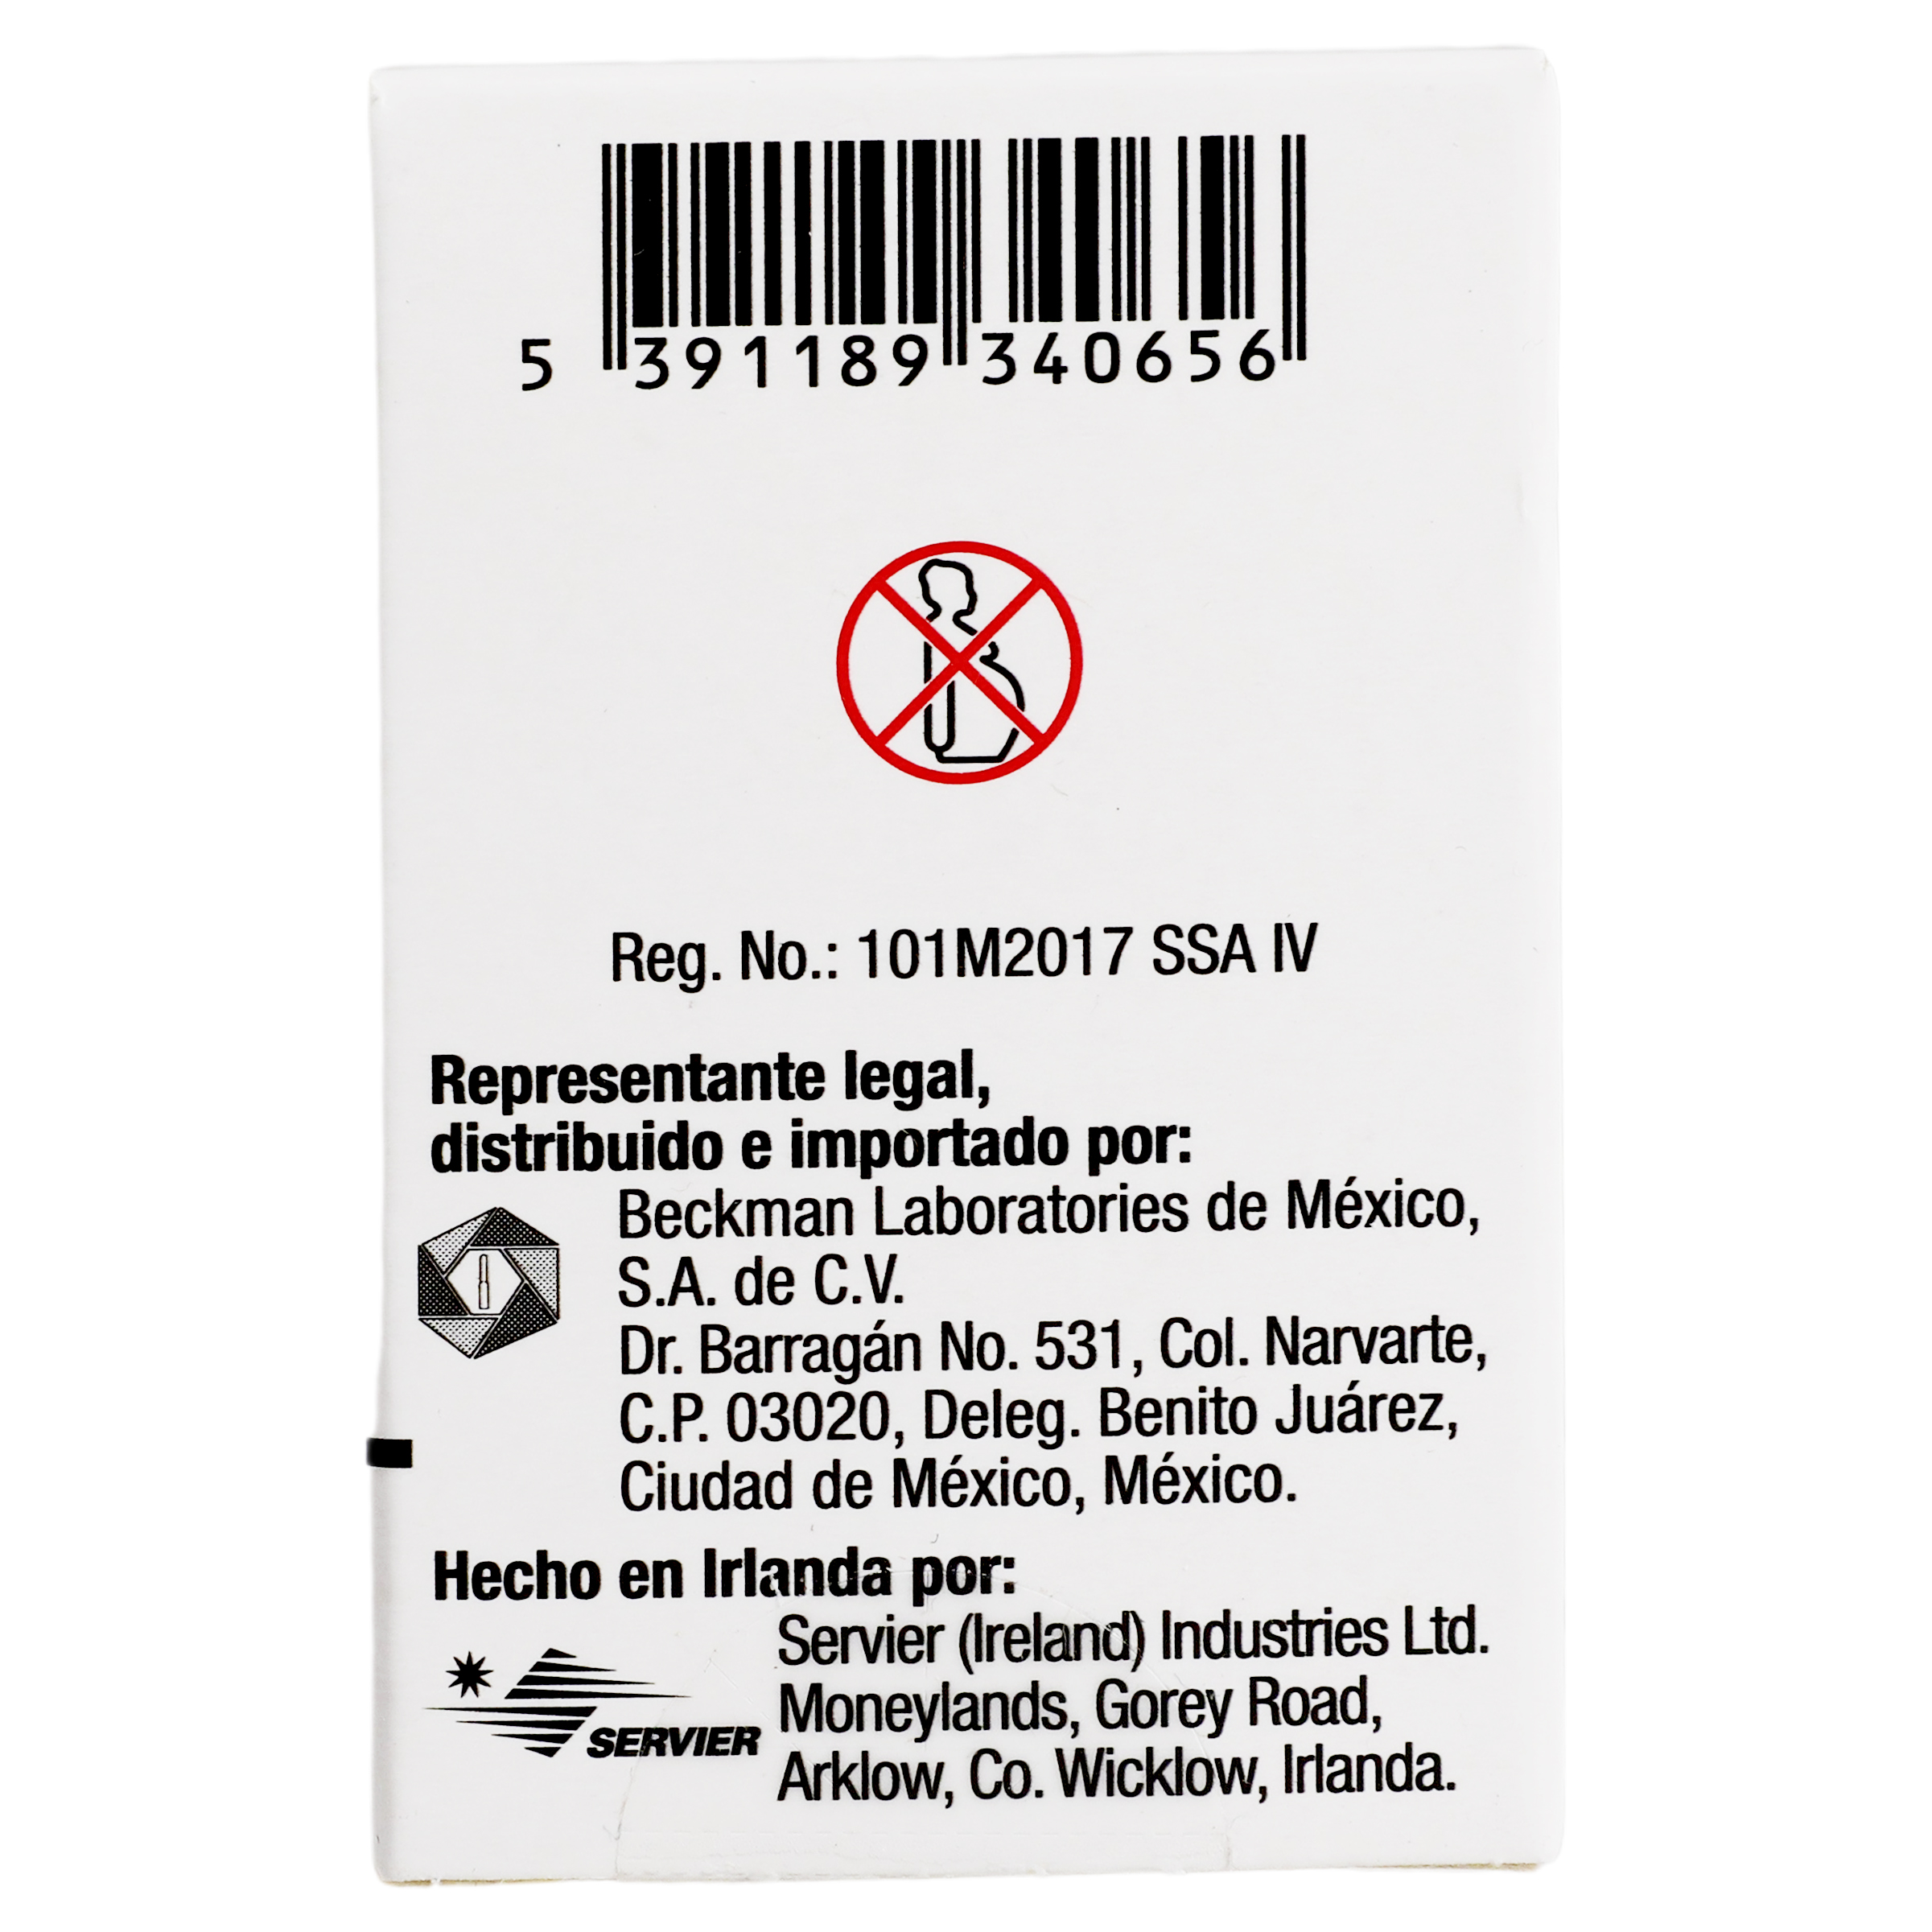 5 391189 340656
Reg. No.: 101M2017 SSA IV
Representante legal,
distribuido e importado por:
Beckman Laboratories de México,
S.A. de C.V.
Dr. Barragán No. 531, Col. Narvarte,
C.P. 03020, Deleg. Benito Juárez,
Ciudad de México, México.
Hecho en Irlanda por:
Servier (Ireland) Industries Ltd.
Moneylands, Gorey Road,
Arklow, Co. Wicklow, Irlanda.
SERVIER